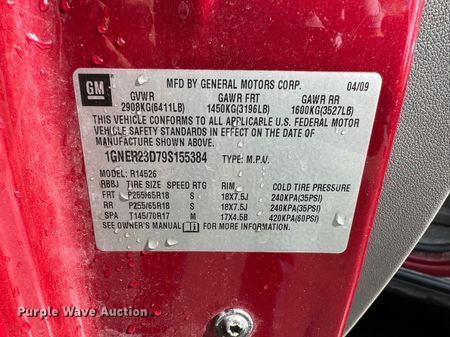 GM
MFD BY GENERAL MOTORS CORP. 04/09
GVWR GAWR FRT GAWR RR
2908KG(6411LB) 1450KG(3196LB) 1600KG(3527LB)
THIS VEHICLE CONFORMS TO ALL APPLICABLE U.S. FEDERAL MOTOR
VEHICLE SAFETY STANDARDS IN EFFECT ON THE DATE OF
MANUFACTURE SHOWN ABOVE.
1GNER23D79S155384 TYPE: M.P.V.
MODEL: R14526
RBBJ TIRE SIZE SPEED RTG RIM COLD TIRE PRESSURE
FRT P255/65R18 S 18X7.5J 240KPA(35PSI)
RR P255/65R18 S 18X7.5J 240KPA(35PSI)
SPA T145/70R17 M 17X4.5B 420KPA(60PSI)
SEE OWNER'S MANUAL FOR MORE INFORMATION.
Purple Wave Auction